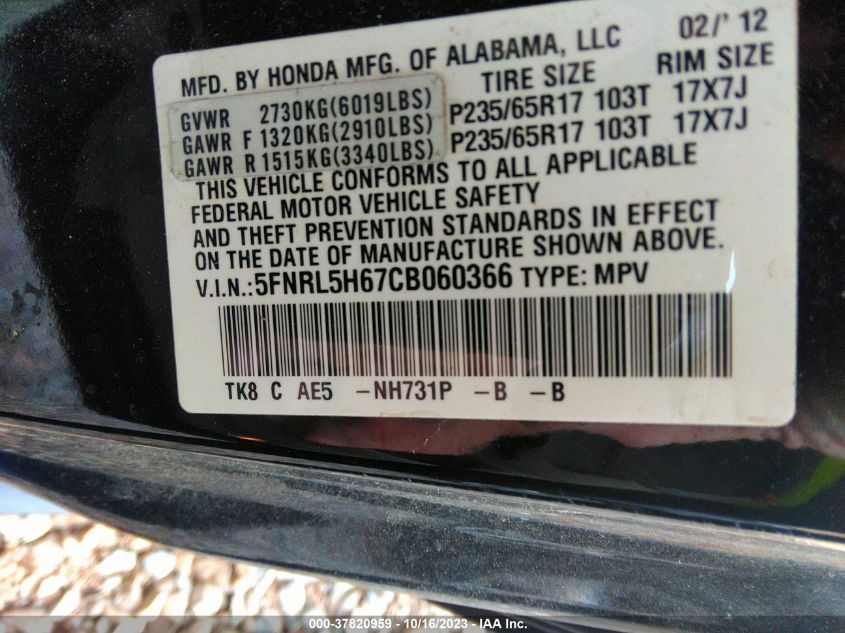 MFD. BY HONDA MFG. OF ALABAMA, LLC 02/' 12
TIRE SIZE RIM SIZE
GVWR 2730KG(6019LBS)
GAWR F 1320KG(2910LBS) P235/65R17 103T 17X7J
GAWR R 1515KG(3340LBS) P235/65R17 103T 17X7J
THIS VEHICLE CONFORMS TO ALL APPLICABLE
FEDERAL MOTOR VEHICLE SAFETY
AND THEFT PREVENTION STANDARDS IN EFFECT
ON THE DATE OF MANUFACTURE SHOWN ABOVE.
V.I.N.:5FNRL5H67CB060366 TYPE: MPV
TK8 C AE5 -NH731P -B -B
000-37820959 - 10/16/2023 - IAA Inc.